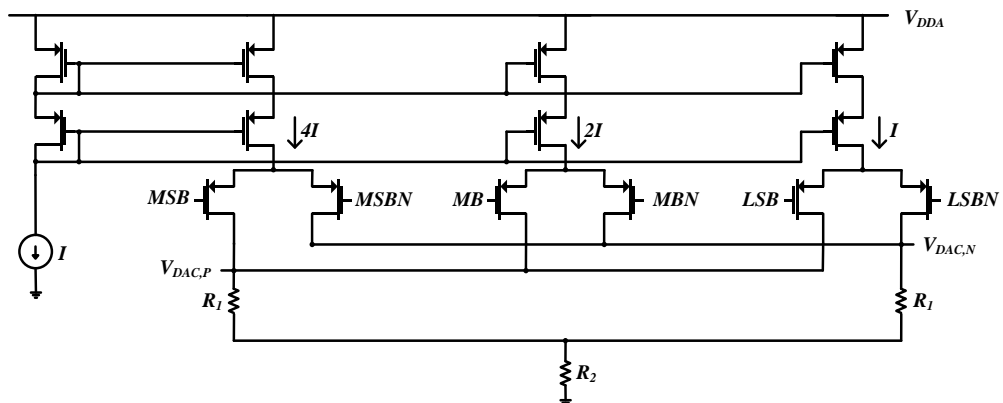 V_DDA
4I
2I
I
MSB
MSBN
MB
MBN
LSB
LSBN
I
V_DAC,N
V_DAC,P
R_1
R_1
R_2